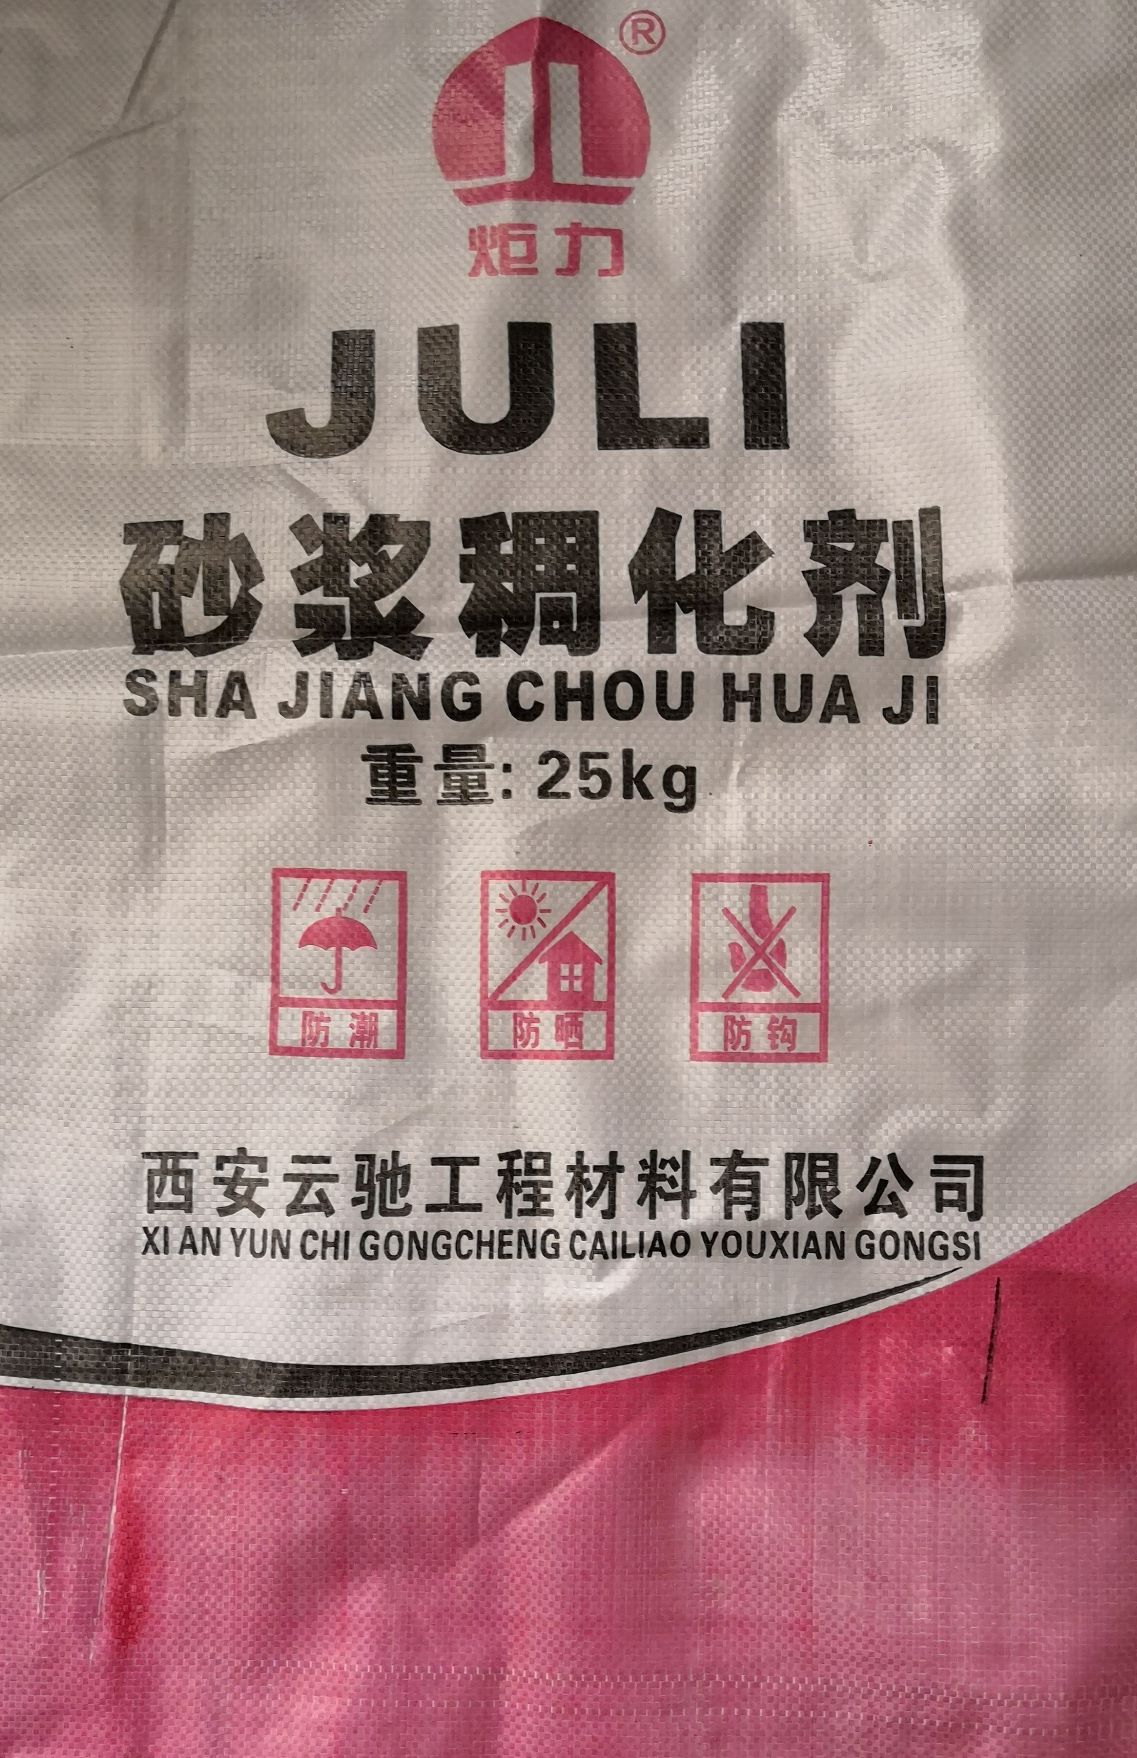 ®
炬力
JULI
砂浆稠化剂
SHA JIANG CHOU HUA JI
重量: 25kg
防潮 防晒 防钩
西安云驰工程材料有限公司
XI AN YUN CHI GONGCHENG CAILIAO YOUXIAN GONGSI